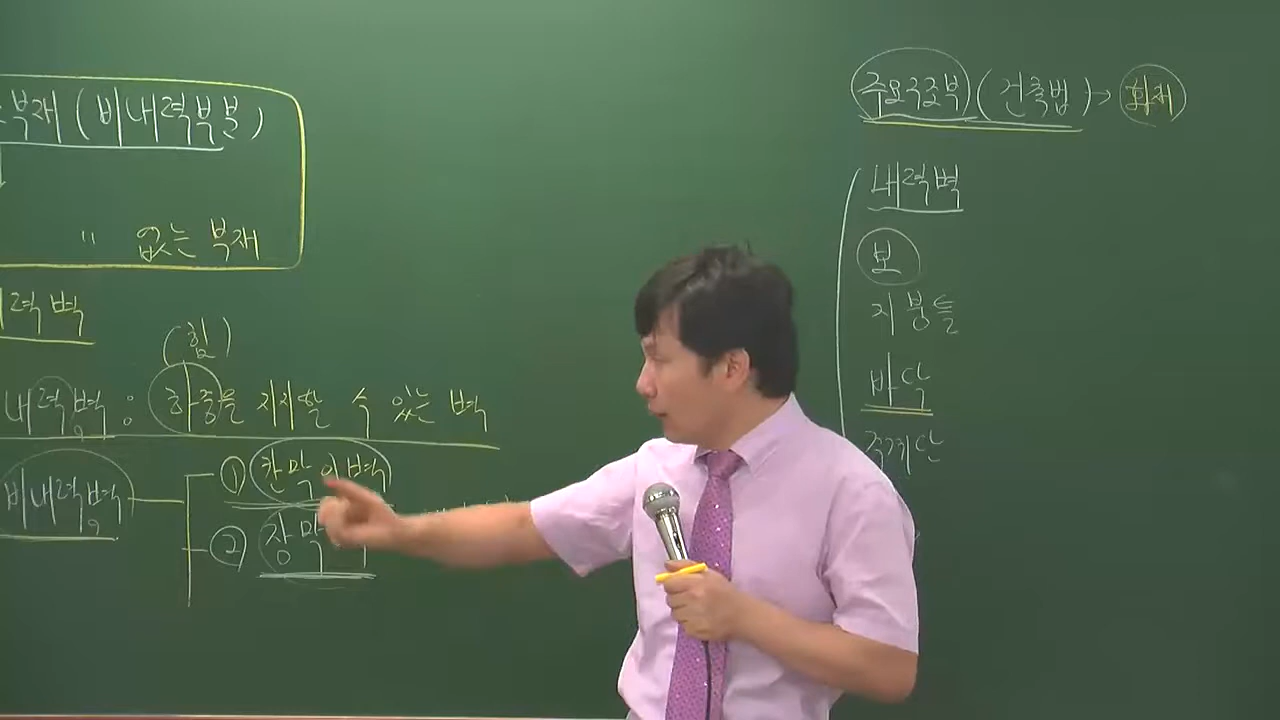 부재 (비내력부분)
" 없는 부재
력벽
(힘)
내력벽 : 하중을 지지할 수 있는 벽
비내력벽
① 칸막이벽
② 장막
주요구조부 (건축법) → 화재
내력벽
보
지붕틀
바닥
주계단